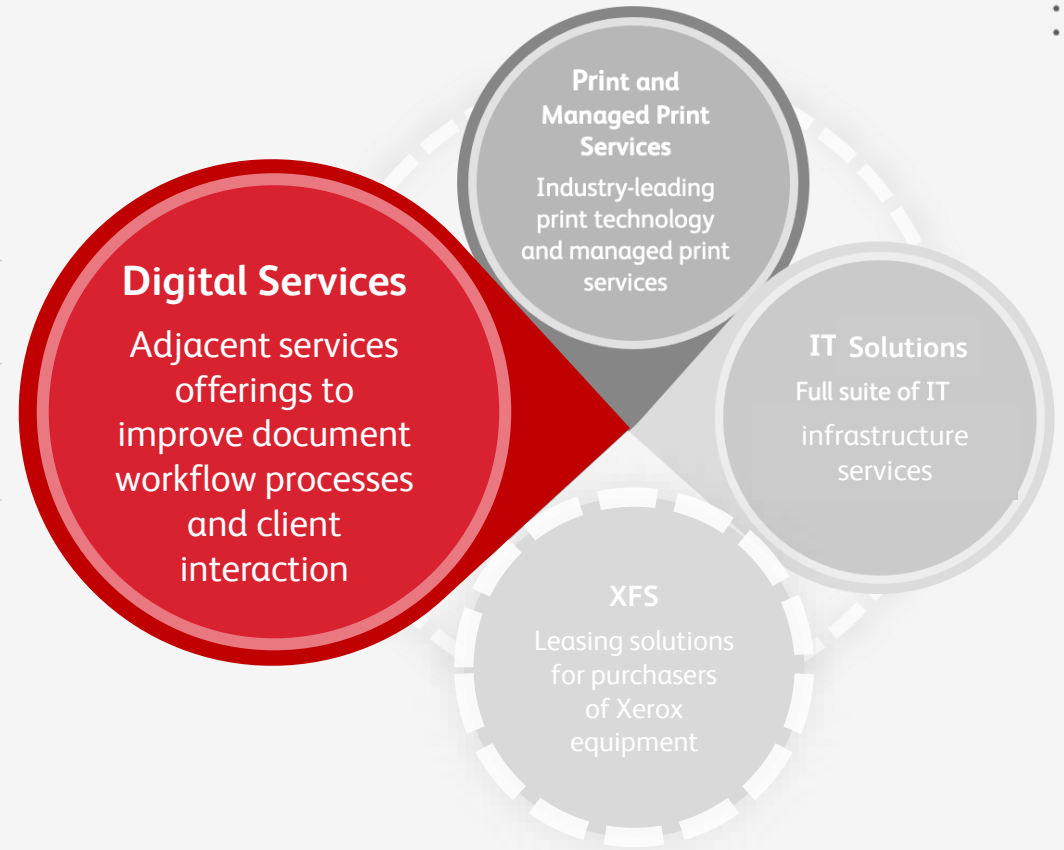 Print and
Managed Print
Services
Industry-leading
print technology
and managed print
services
Digital Services
Adjacent services
offerings to
improve document
workflow processes
and client
interaction
IT Solutions
Full suite of IT
infrastructure
services
XFS
Leasing solutions
for purchasers
of Xerox
equipment